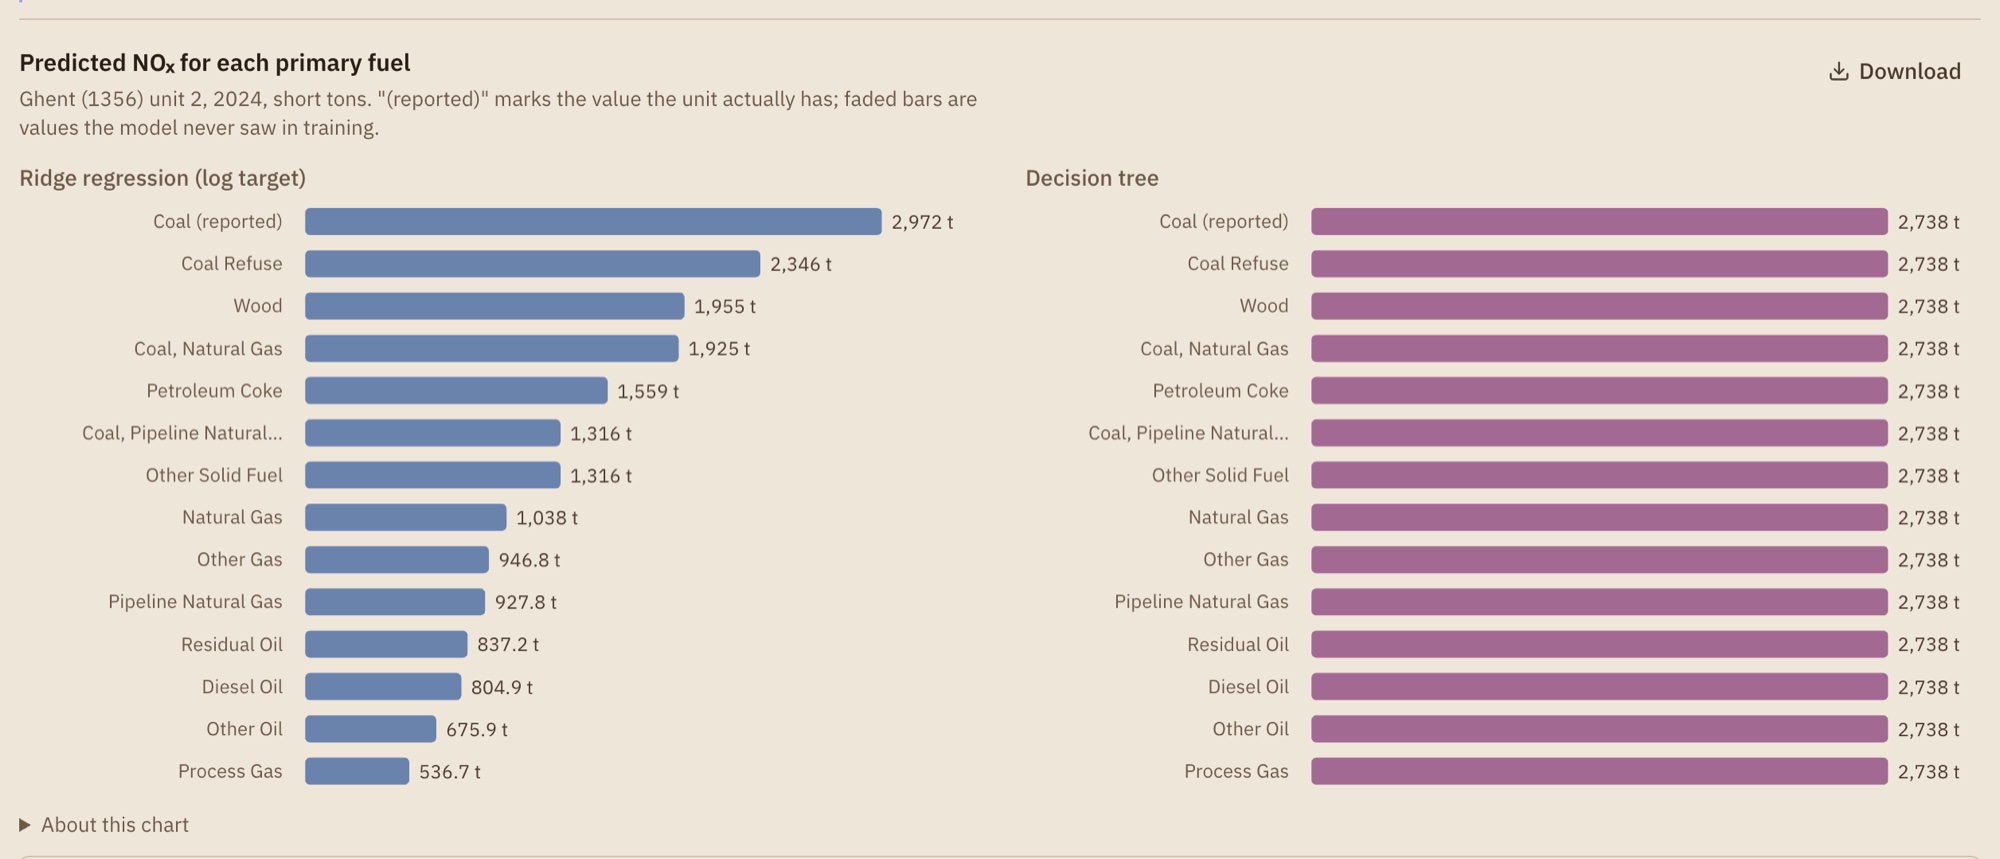 Predicted NOₓ for each primary fuel
Download
Ghent (1356) unit 2, 2024, short tons. "(reported)" marks the value the unit actually has; faded bars are
values the model never saw in training.
Ridge regression (log target)
Coal (reported) 2,972 t
Coal Refuse 2,346 t
Wood 1,955 t
Coal, Natural Gas 1,925 t
Petroleum Coke 1,559 t
Coal, Pipeline Natural... 1,316 t
Other Solid Fuel 1,316 t
Natural Gas 1,038 t
Other Gas 946.8 t
Pipeline Natural Gas 927.8 t
Residual Oil 837.2 t
Diesel Oil 804.9 t
Other Oil 675.9 t
Process Gas 536.7 t
Decision tree
Coal (reported) 2,738 t
Coal Refuse 2,738 t
Wood 2,738 t
Coal, Natural Gas 2,738 t
Petroleum Coke 2,738 t
Coal, Pipeline Natural... 2,738 t
Other Solid Fuel 2,738 t
Natural Gas 2,738 t
Other Gas 2,738 t
Pipeline Natural Gas 2,738 t
Residual Oil 2,738 t
Diesel Oil 2,738 t
Other Oil 2,738 t
Process Gas 2,738 t
About this chart